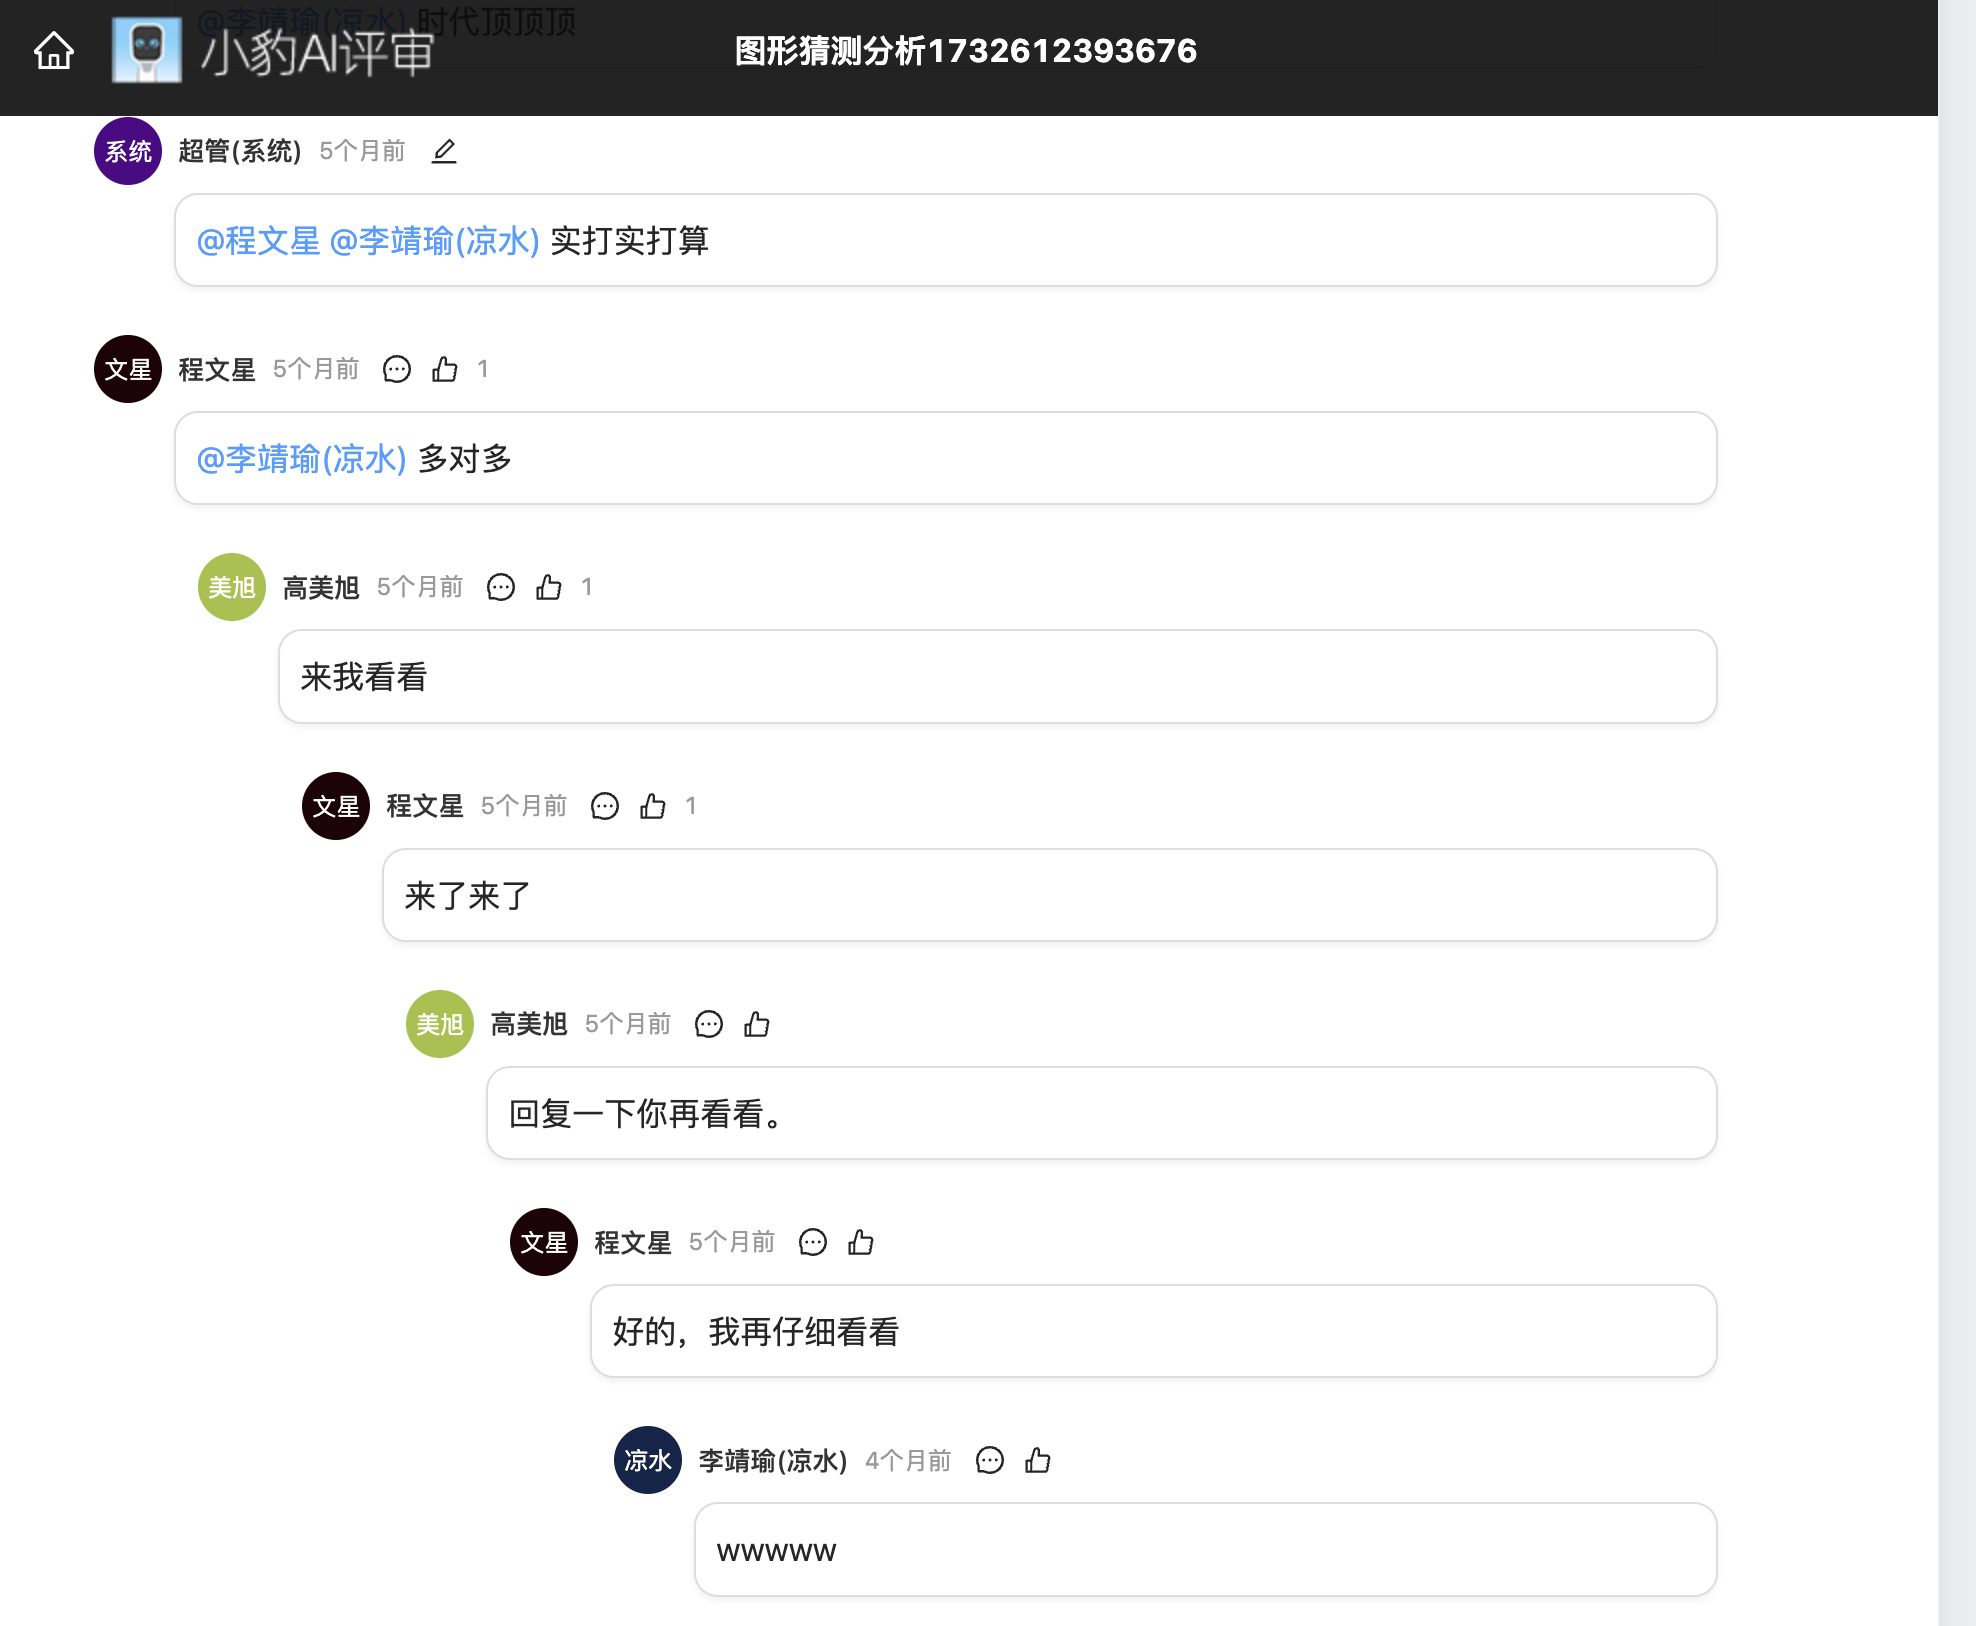 @李靖瑜(凉水) 时代顶顶顶
小豹AI评审
图形猜测分析1732612393676
系统 超管(系统) 5个月前
@程文星 @李靖瑜(凉水) 实打实打算
文星 程文星 5个月前 1
@李靖瑜(凉水) 多对多
美旭 高美旭 5个月前 1
来我看看
文星 程文星 5个月前 1
来了来了
美旭 高美旭 5个月前
回复一下你再看看。
文星 程文星 5个月前
好的，我再仔细看看
凉水 李靖瑜(凉水) 4个月前
wwwww